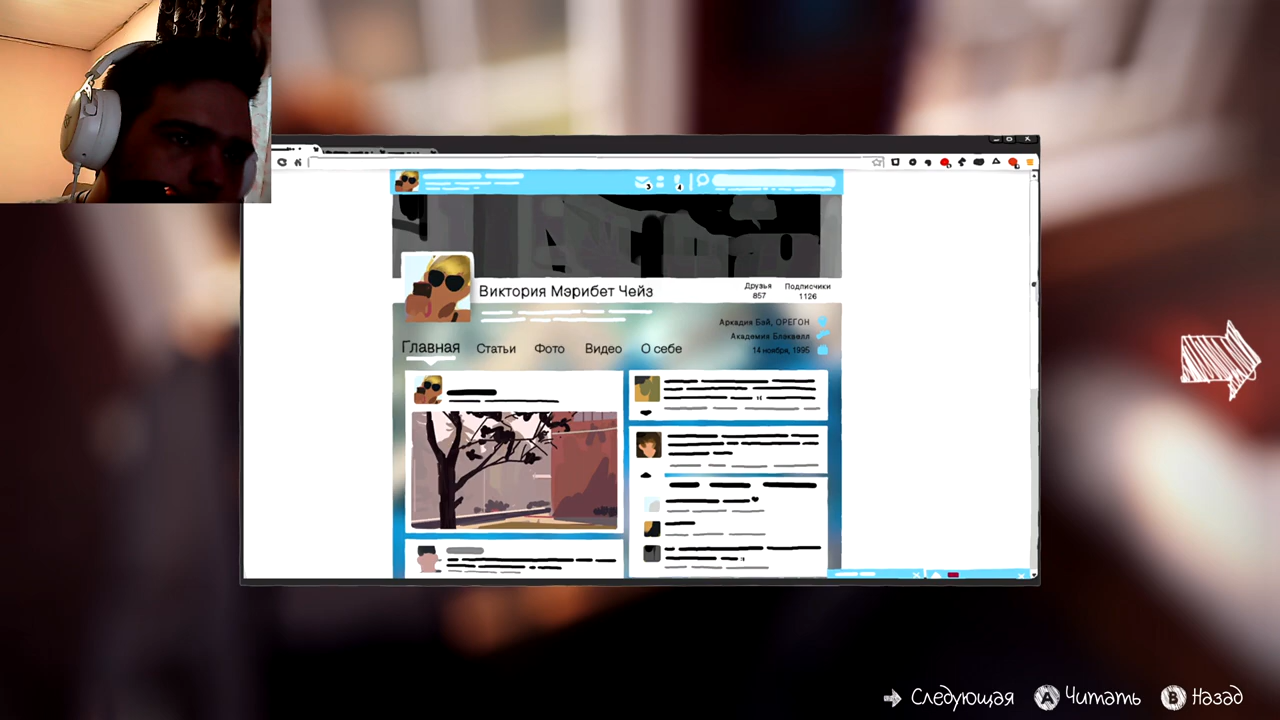 Виктория Мэрибет Чейз
Друзья
857
Подписчики
1126
Аркадия Бэй, ОРЕГОН
Академия Блэквелл
14 ноября, 1995
Главная
Статьи
Фото
Видео
О себе
Следующая
A Читать
B Назад